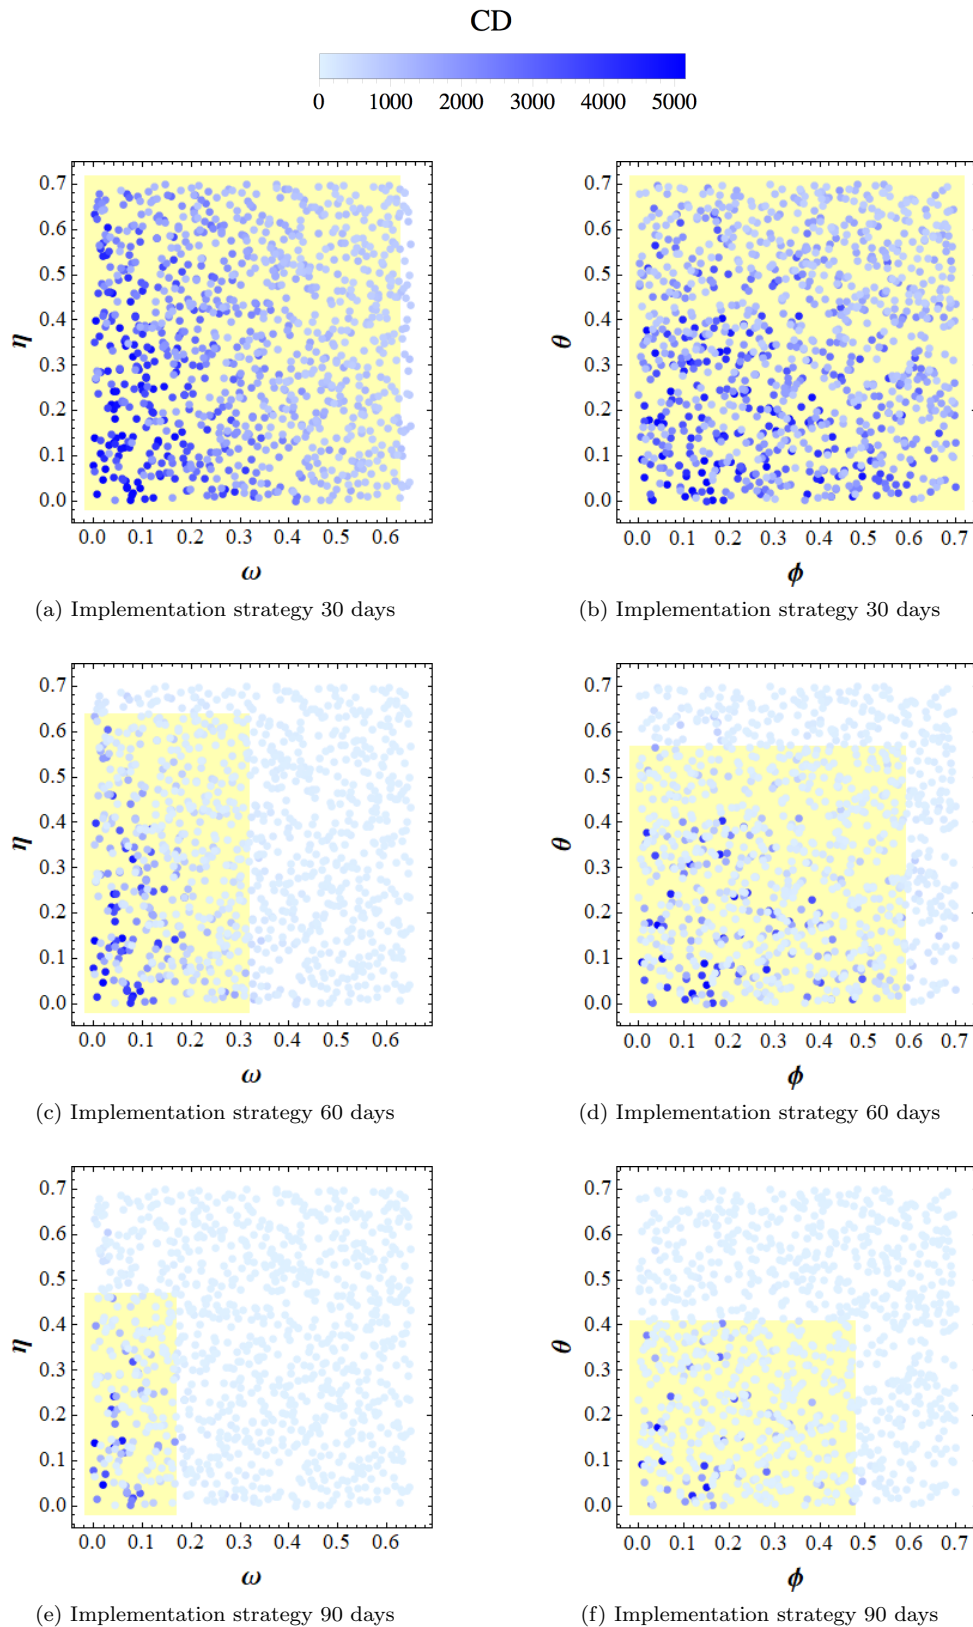 CD
0 1000 2000 3000 4000 5000
0.7 0.7
0.6 0.6
0.5 0.5
0.4 0.4
η 0.3 θ 0.3
0.2 0.2
0.1 0.1
0.0 0.0
0.0 0.1 0.2 0.3 0.4 0.5 0.6 0.0 0.1 0.2 0.3 0.4 0.5 0.6 0.7
ω ϕ
(a) Implementation strategy 30 days (b) Implementation strategy 30 days
0.7 0.7
0.6 0.6
0.5 0.5
0.4 0.4
η 0.3 θ 0.3
0.2 0.2
0.1 0.1
0.0 0.0
0.0 0.1 0.2 0.3 0.4 0.5 0.6 0.0 0.1 0.2 0.3 0.4 0.5 0.6 0.7
ω ϕ
(c) Implementation strategy 60 days (d) Implementation strategy 60 days
0.7 0.7
0.6 0.6
0.5 0.5
0.4 0.4
η 0.3 θ 0.3
0.2 0.2
0.1 0.1
0.0 0.0
0.0 0.1 0.2 0.3 0.4 0.5 0.6 0.0 0.1 0.2 0.3 0.4 0.5 0.6 0.7
ω ϕ
(e) Implementation strategy 90 days (f) Implementation strategy 90 days